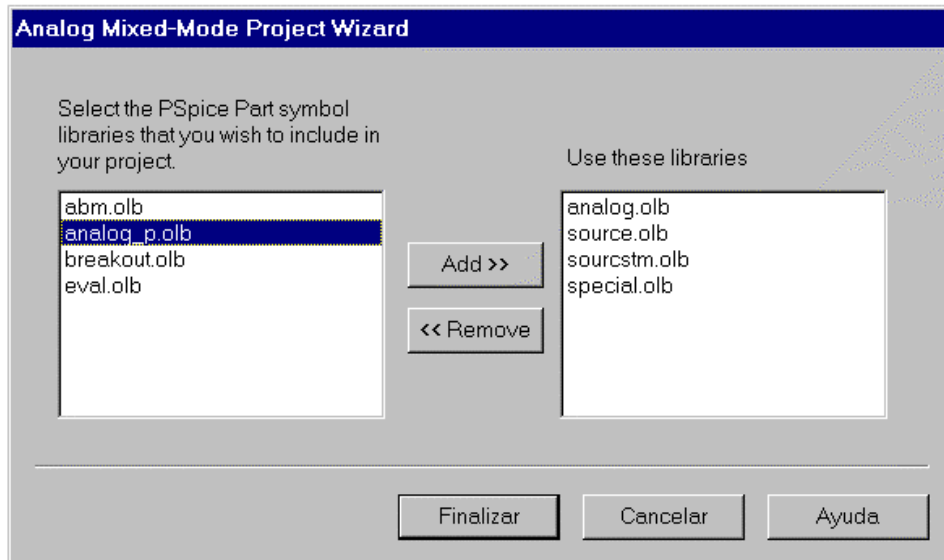 Analog Mixed-Mode Project Wizard
Select the PSpice Part symbol
libraries that you wish to include in
your project.
abm.olb
analog_p.olb
breakout.olb
eval.olb
Add >>
<< Remove
Use these libraries
analog.olb
source.olb
sourcstm.olb
special.olb
Finalizar
Cancelar
Ayuda